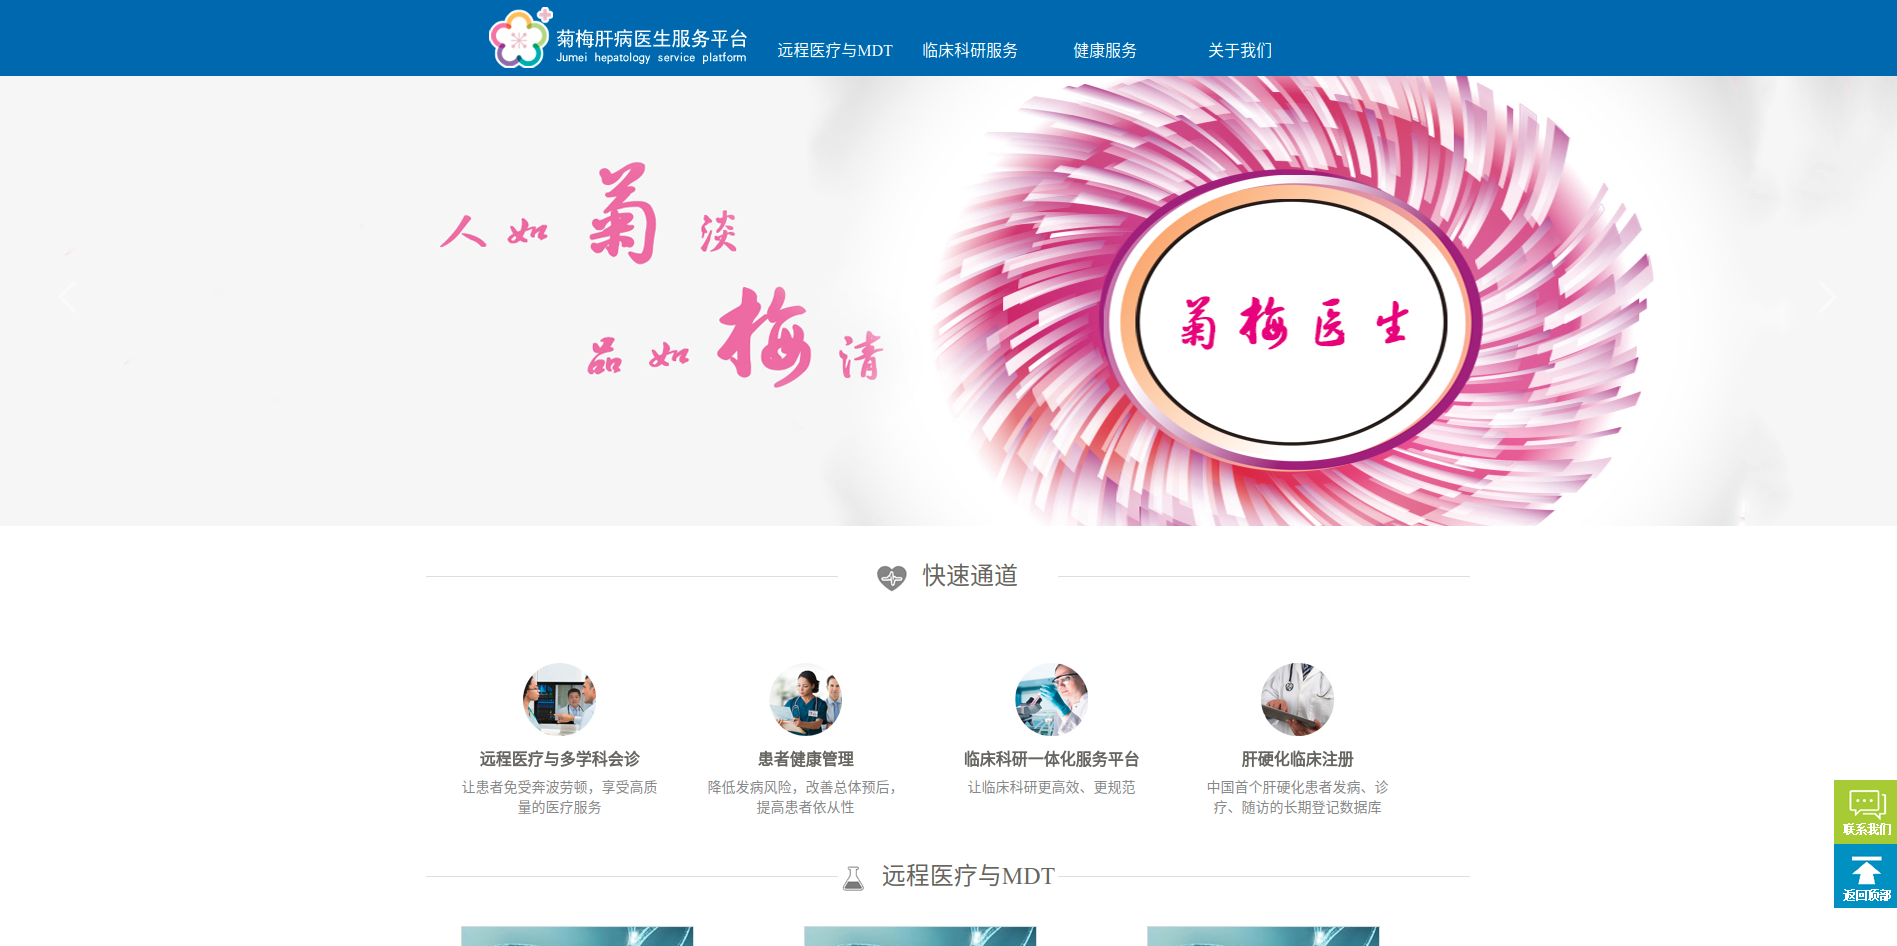 菊梅肝病医生服务平台
Jumei hepatology service platform
远程医疗与MDT
临床科研服务
健康服务
关于我们
人如菊淡
品如梅清
菊梅医生
快速通道
远程医疗与多学科会诊
让患者免受奔波劳顿，享受高质
量的医疗服务
患者健康管理
降低发病风险，改善总体预后，
提高患者依从性
临床科研一体化服务平台
让临床科研更高效、更规范
肝硬化临床注册
中国首个肝硬化患者发病、诊
疗、随访的长期登记数据库
联系我们
返回顶部
远程医疗与MDT